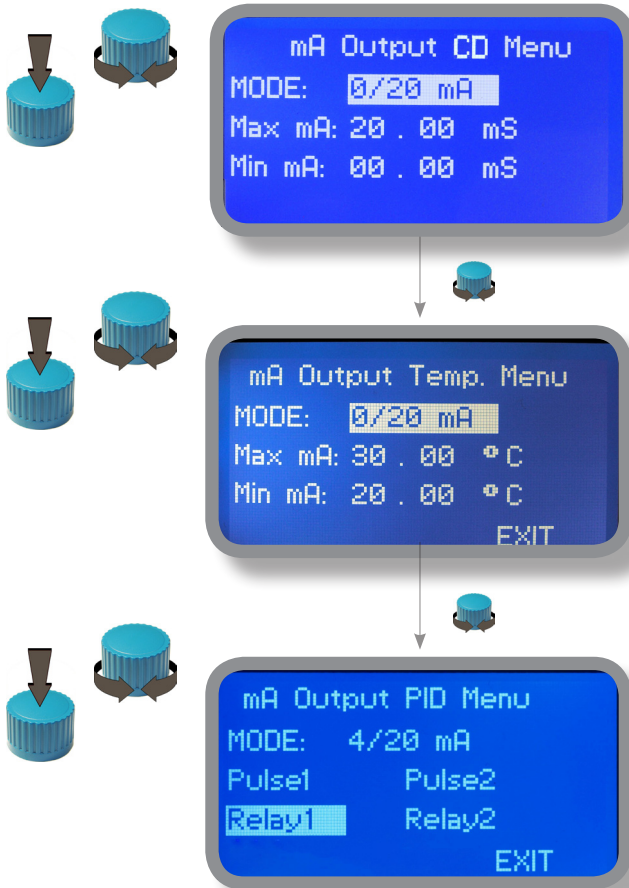 mA Output CD Menu
MODE: 0/20 mA
Max mA: 20 . 00 mS
Min mA: 00 . 00 mS
mA Output Temp. Menu
MODE: 0/20 mA
Max mA: 30 . 00 °C
Min mA: 20 . 00 °C
EXIT
mA Output PID Menu
MODE: 4/20 mA
Pulse1 Pulse2
Relay1 Relay2
EXIT